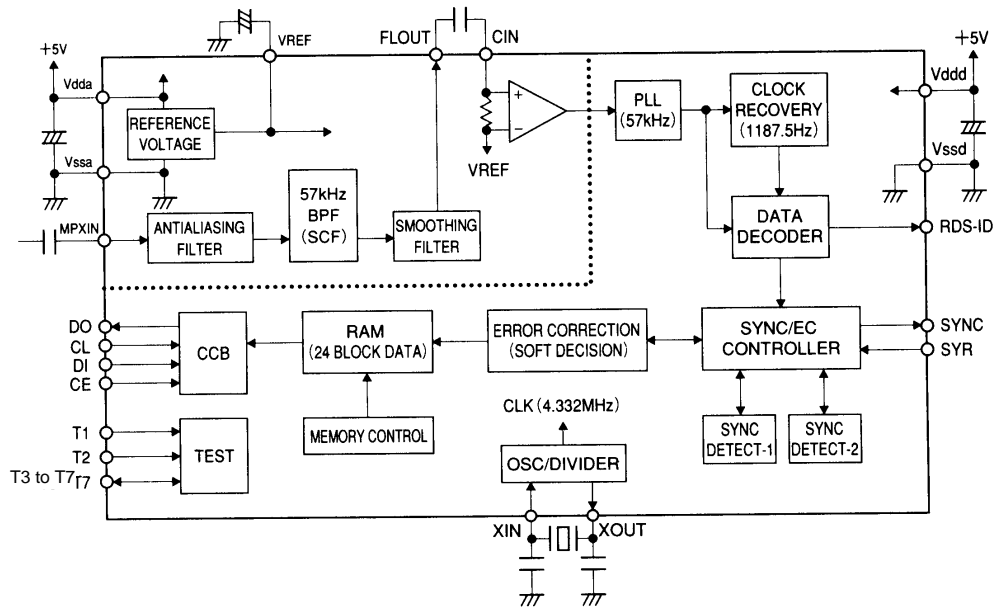 VREF
FLOUT
CIN
+5V
+5V
Vdda
Vddd
REFERENCE
VOLTAGE
+
−
VREF
PLL
(57kHz)
CLOCK
RECOVERY
(1187.5Hz)
Vssa
Vssd
MPXIN
ANTIALIASING
FILTER
57kHz
BPF
(SCF)
SMOOTHING
FILTER
DATA
DECODER
RDS-ID
DO
CL
DI
CE
CCB
RAM
(24 BLOCK DATA)
ERROR CORRECTION
(SOFT DECISION)
SYNC/EC
CONTROLLER
SYNC
SYR
MEMORY CONTROL
CLK (4.332MHz)
OSC/DIVIDER
SYNC
DETECT-1
SYNC
DETECT-2
T1
T2
T3 to T7
T7
TEST
XIN
XOUT